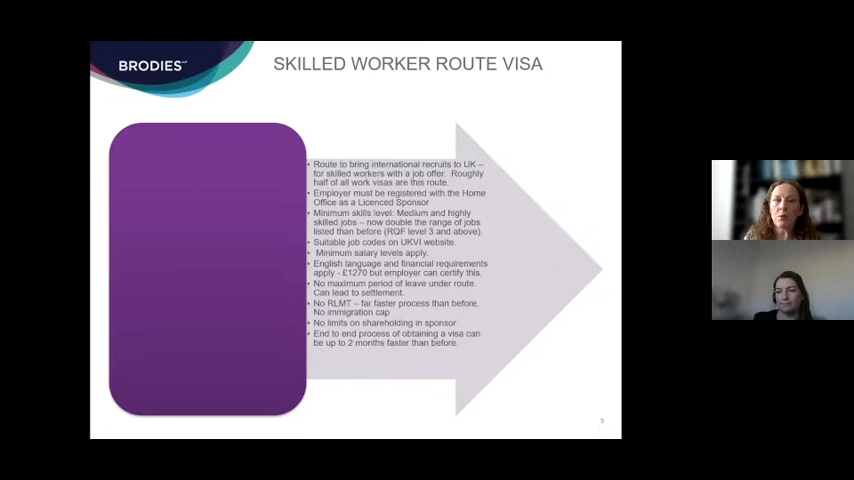 BRODIES LLP
SKILLED WORKER ROUTE VISA
• Route to bring international recruits to UK –
for skilled workers with a job offer. Roughly
half of all work visas are this route.
• Employer must be registered with the Home
Office as a Licenced Sponsor
• Minimum skills level: Medium and highly
skilled jobs – now double the range of jobs
listed than before (RQF level 3 and above).
• Suitable job codes on UKVI website.
• Minimum salary levels apply.
• English language and financial requirements
apply - £1270 but employer can certify this.
• No maximum period of leave under route.
Can lead to settlement.
• No RLMT – far faster process than before.
No immigration cap
• No limits on shareholding in sponsor
• End to end process of obtaining a visa can
be up to 2 months faster than before.
5